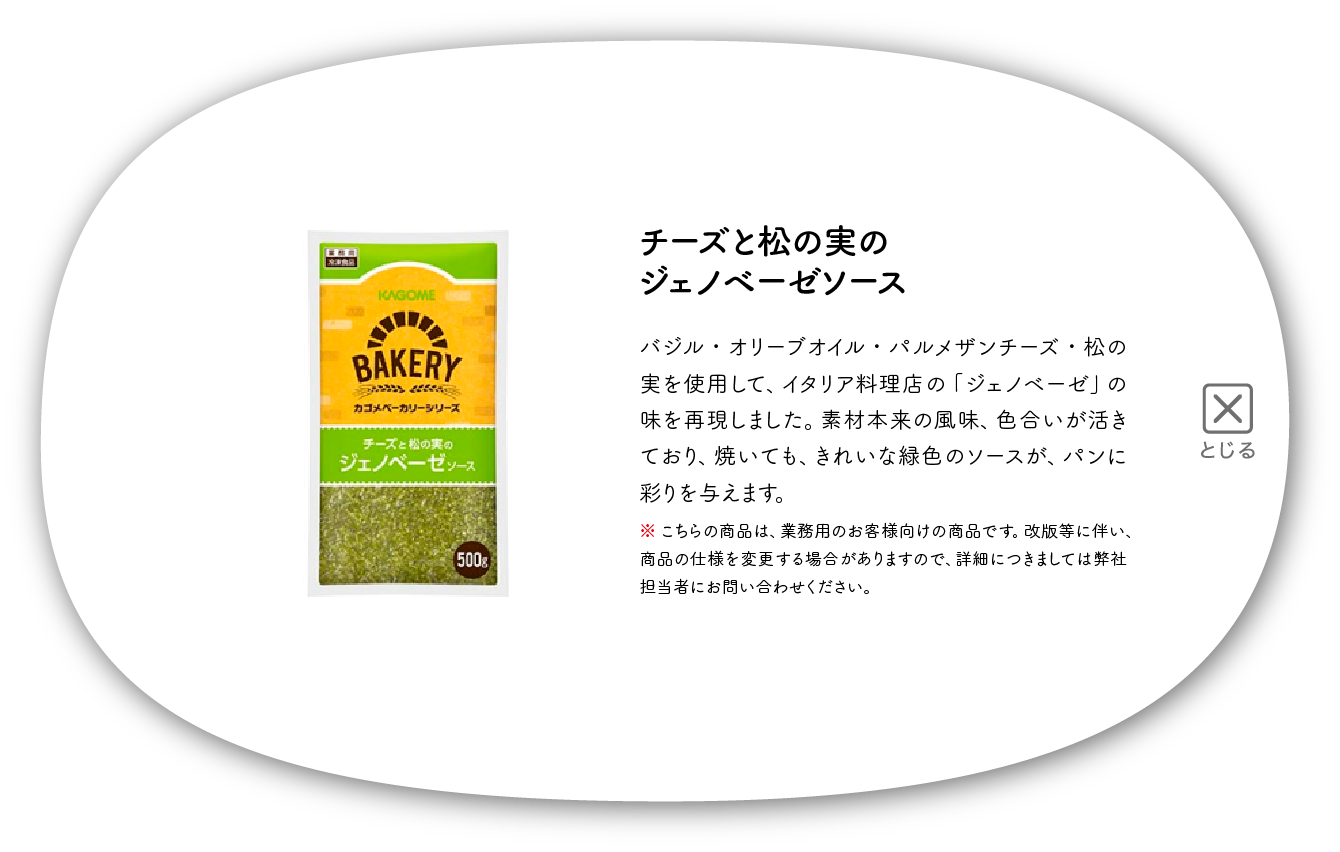 業務用
冷凍食品
KAGOME
BAKERY
カゴメベーカリーシリーズ
チーズと松の実の
ジェノベーゼソース
500g
チーズと松の実の
ジェノベーゼソース
バジル・オリーブオイル・パルメザンチーズ・松の
実を使用して、イタリア料理店の「ジェノベーゼ」の
味を再現しました。素材本来の風味、色合いが活き
ており、焼いても、きれいな緑色のソースが、パンに
彩りを与えます。
※ こちらの商品は、業務用のお客様向けの商品です。改版等に伴い、
商品の仕様を変更する場合がありますので、詳細につきましては弊社
担当者にお問い合わせください。
とじる